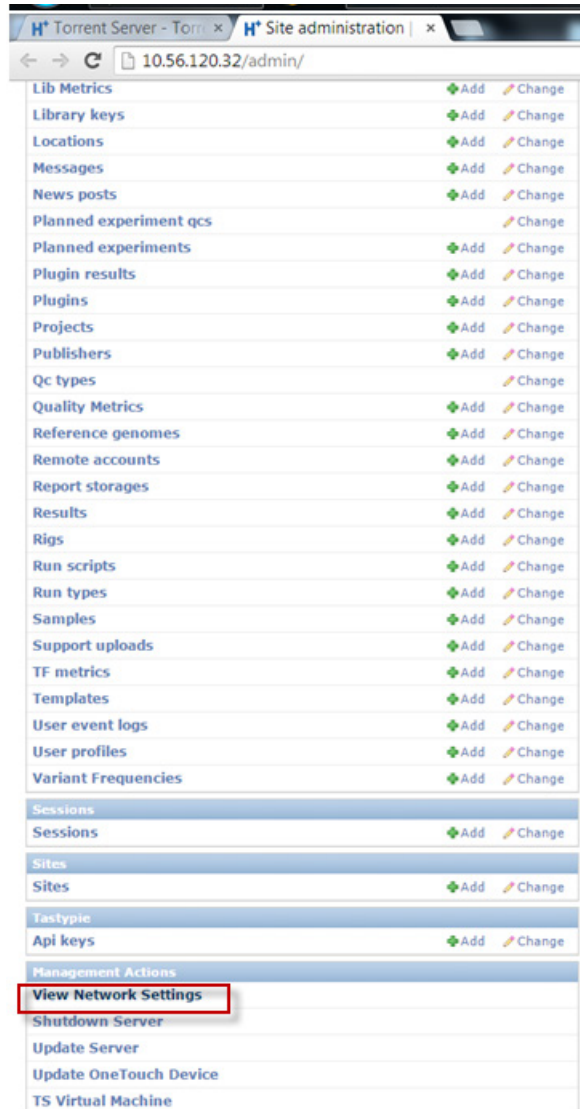 Torrent Server - Torr × Site administration | ×
10.56.120.32/admin/
Lib Metrics Add Change
Library keys Add Change
Locations Add Change
Messages Add Change
News posts Add Change
Planned experiment qcs Change
Planned experiments Add Change
Plugin results Add Change
Plugins Add Change
Projects Add Change
Publishers Add Change
Qc types Change
Quality Metrics Add Change
Reference genomes Add Change
Remote accounts Add Change
Report storages Add Change
Results Add Change
Rigs Add Change
Run scripts Add Change
Run types Add Change
Samples Add Change
Support uploads Add Change
TF metrics Add Change
Templates Add Change
User event logs Add Change
User profiles Add Change
Variant Frequencies Add Change
Sessions
Sessions Add Change
Sites
Sites Add Change
Tastypie
Api keys Add Change
Management Actions
View Network Settings
Shutdown Server
Update Server
Update OneTouch Device
TS Virtual Machine